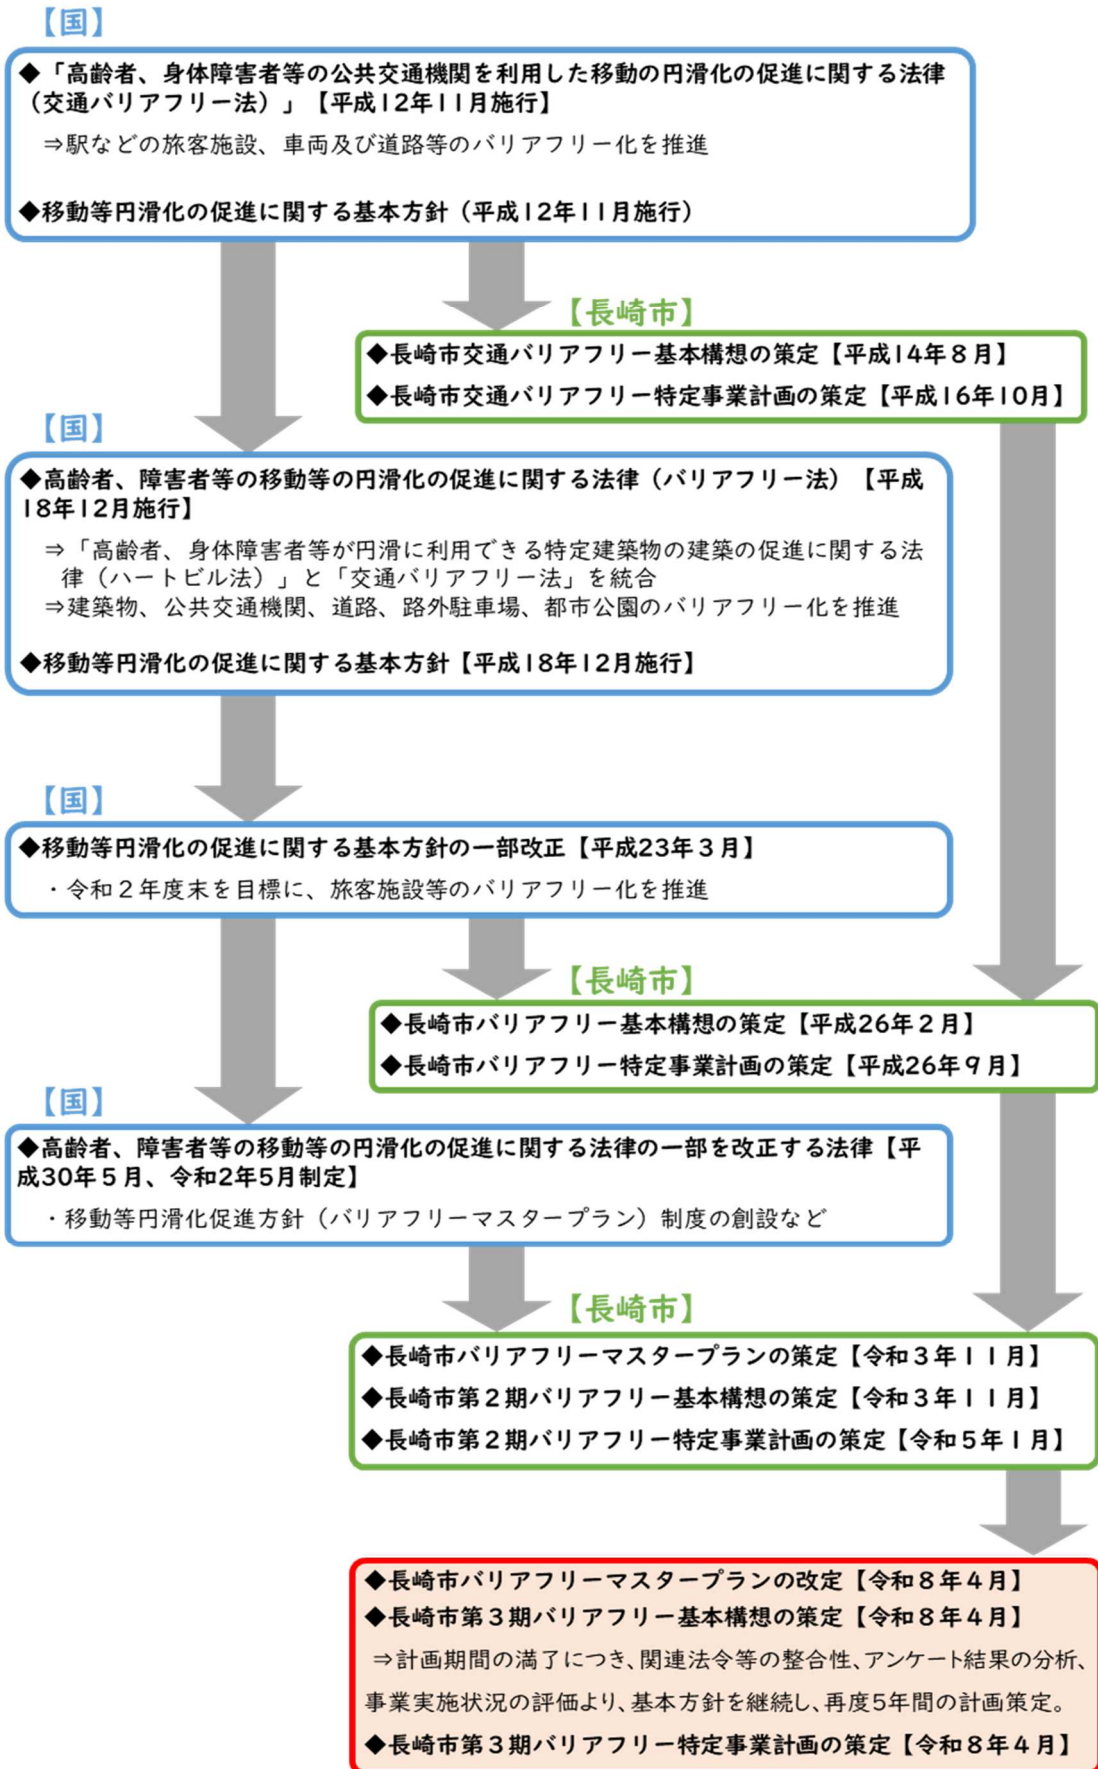 【国】
◆「高齢者、身体障害者等の公共交通機関を利用した移動の円滑化の促進に関する法律
（交通バリアフリー法）」【平成12年11月施行】
⇒駅などの旅客施設、車両及び道路等のバリアフリー化を推進
◆移動等円滑化の促進に関する基本方針（平成12年11月施行）
【長崎市】
◆長崎市交通バリアフリー基本構想の策定【平成14年８月】
◆長崎市交通バリアフリー特定事業計画の策定【平成16年10月】
【国】
◆高齢者、障害者等の移動等の円滑化の促進に関する法律（バリアフリー法）【平成
18年12月施行】
⇒「高齢者、身体障害者等が円滑に利用できる特定建築物の建築の促進に関する法
律（ハートビル法）」と「交通バリアフリー法」を統合
⇒建築物、公共交通機関、道路、路外駐車場、都市公園のバリアフリー化を推進
◆移動等円滑化の促進に関する基本方針【平成18年12月施行】
【国】
◆移動等円滑化の促進に関する基本方針の一部改正【平成23年３月】
・令和２年度末を目標に、旅客施設等のバリアフリー化を推進
【長崎市】
◆長崎市バリアフリー基本構想の策定【平成26年２月】
◆長崎市バリアフリー特定事業計画の策定【平成26年９月】
【国】
◆高齢者、障害者等の移動等の円滑化の促進に関する法律の一部を改正する法律【平
成30年５月、令和2年5月制定】
・移動等円滑化促進方針（バリアフリーマスタープラン）制度の創設など
【長崎市】
◆長崎市バリアフリーマスタープランの策定【令和３年１１月】
◆長崎市第２期バリアフリー基本構想の策定【令和３年１１月】
◆長崎市第２期バリアフリー特定事業計画の策定【令和５年１月】
◆長崎市バリアフリーマスタープランの改定【令和８年４月】
◆長崎市第３期バリアフリー基本構想の策定【令和８年４月】
⇒計画期間の満了につき、関連法令等の整合性、アンケート結果の分析、
事業実施状況の評価より、基本方針を継続し、再度5年間の計画策定。
◆長崎市第３期バリアフリー特定事業計画の策定【令和８年４月】